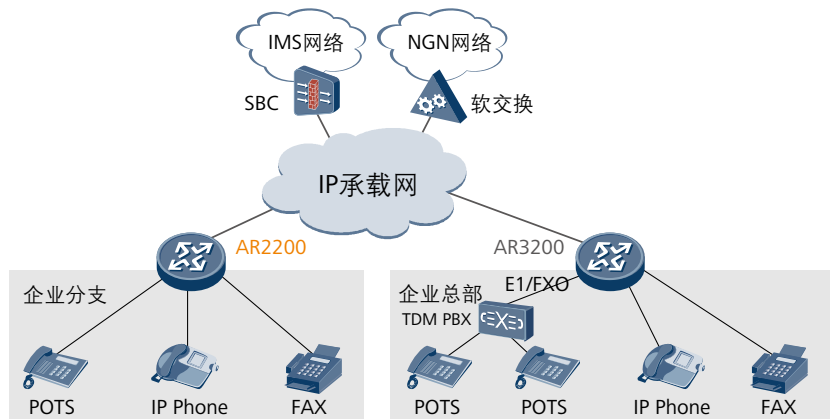 IMS网络
NGN网络
SBC
软交换
IP承载网
AR2200
AR3200
企业分支
企业总部
E1/FXO
TDM PBX
POTS
IP Phone
FAX
POTS
POTS
IP Phone
FAX